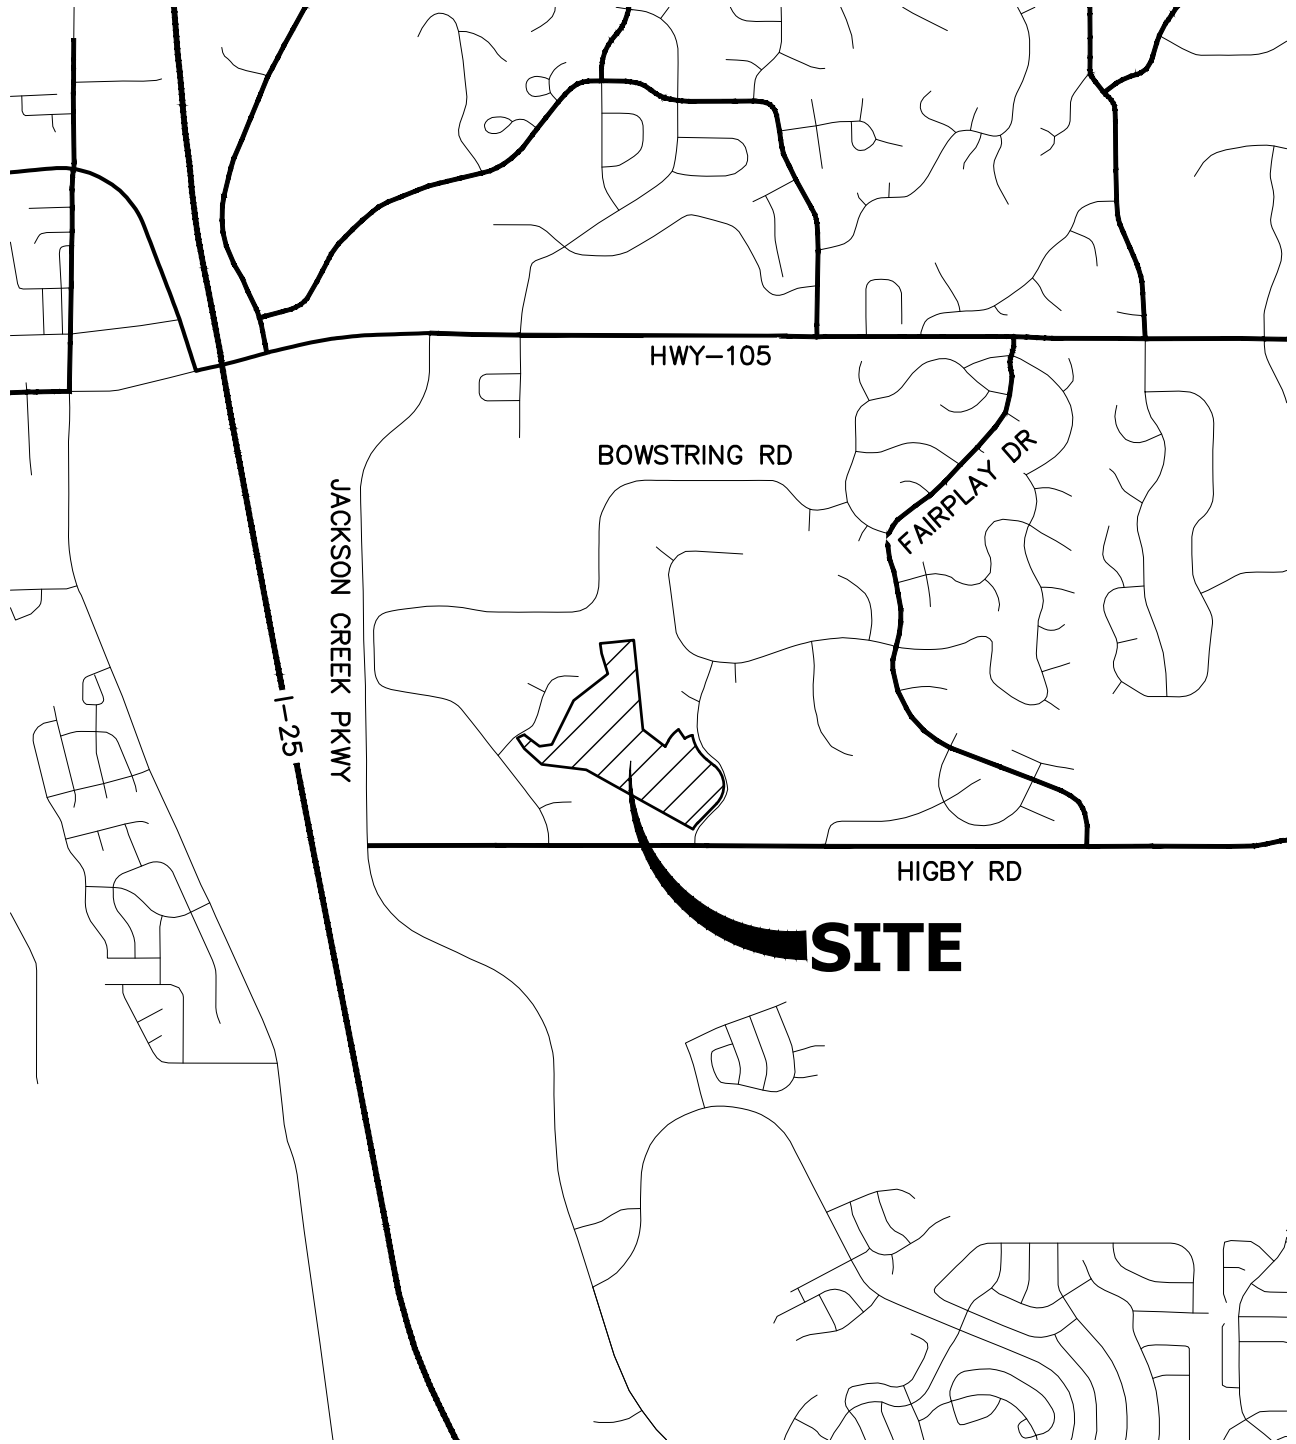 HWY-105
BOWSTRING RD
FAIRPLAY DR
JACKSON CREEK PKWY
I-25
HIGBY RD
SITE